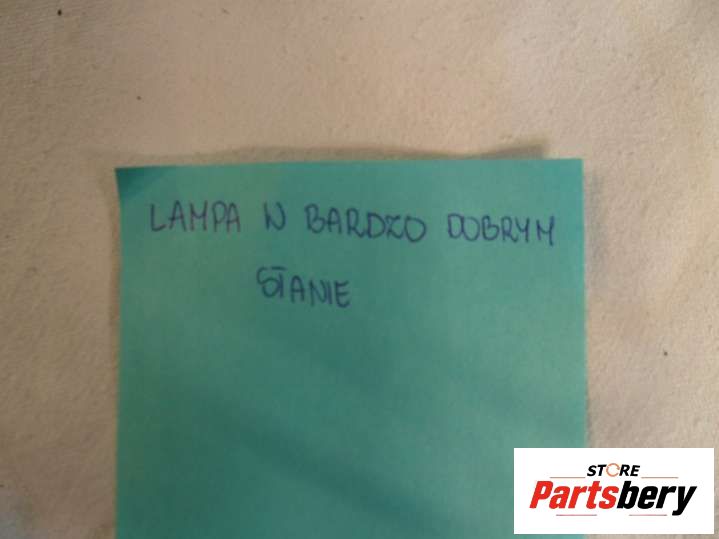 LAMPA W BARDZO DOBRYM
STANIE
STORE
Partsbery